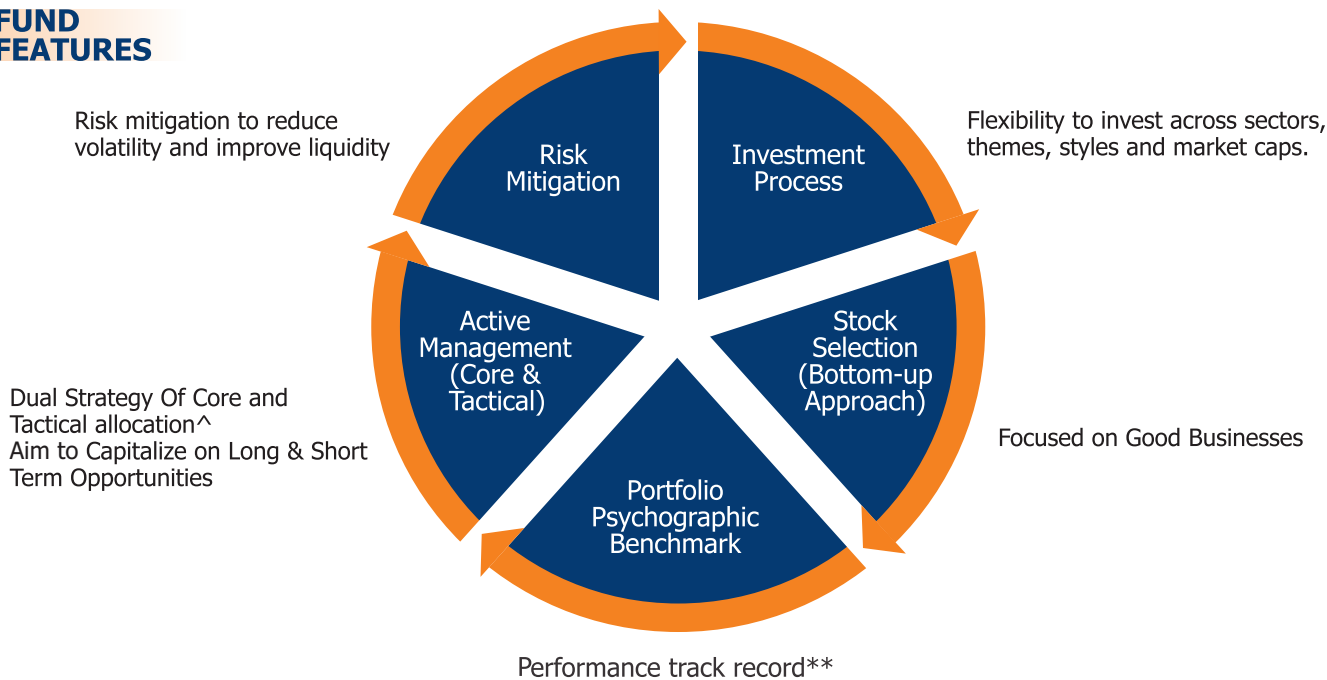 FUND
FEATURES
Risk mitigation to reduce
volatility and improve liquidity
Risk
Mitigation
Investment
Process
Flexibility to invest across sectors,
themes, styles and market caps.
Active
Management
(Core &
Tactical)
Stock
Selection
(Bottom-up
Approach)
Dual Strategy Of Core and
Tactical allocation^
Aim to Capitalize on Long & Short
Term Opportunities
Focused on Good Businesses
Portfolio
Psychographic
Benchmark
Performance track record**